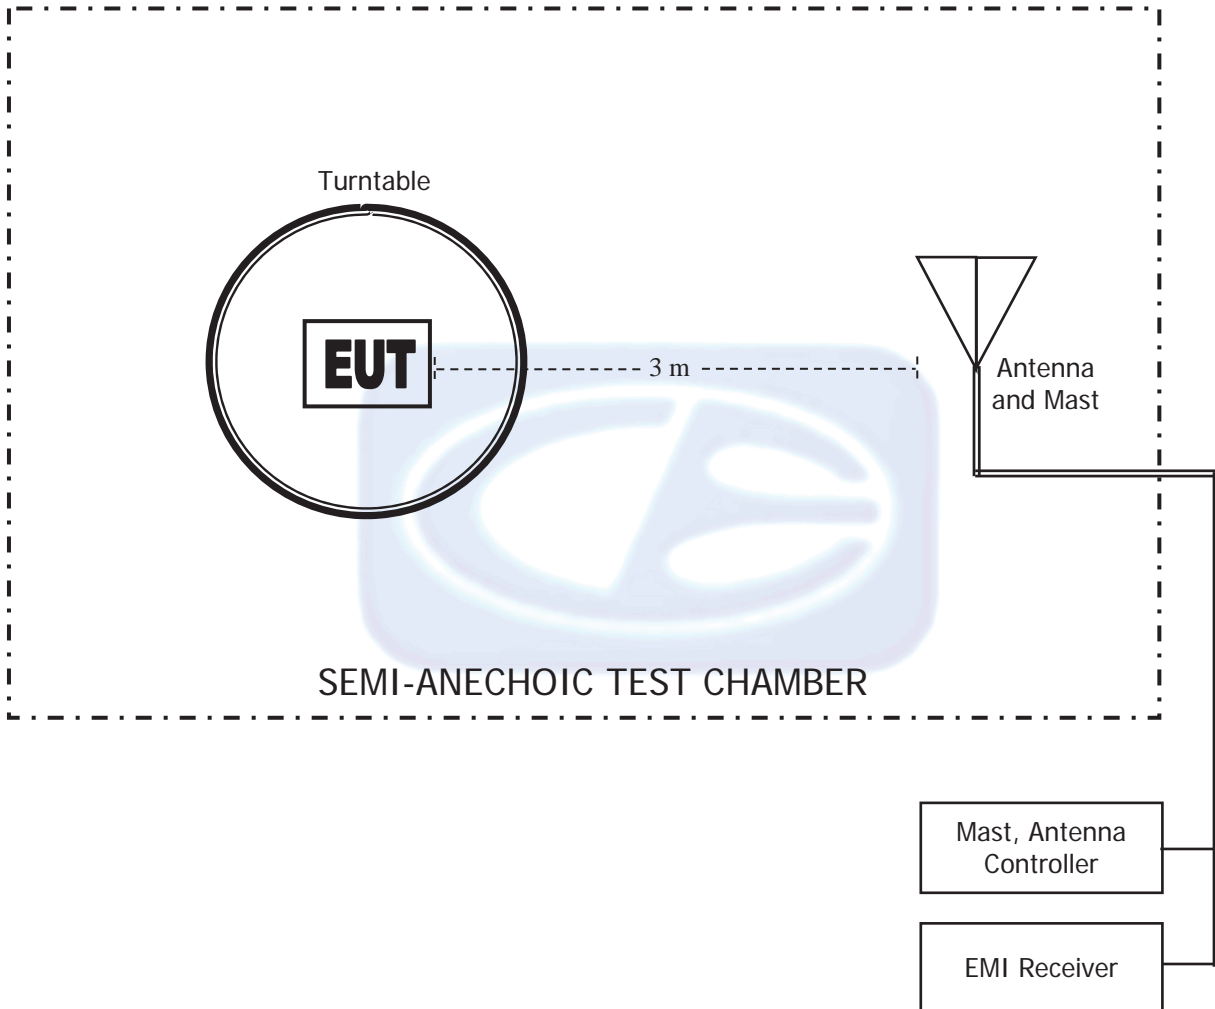 Turntable
EUT
3 m
Antenna
and Mast
SEMI-ANECHOIC TEST CHAMBER
Mast, Antenna
Controller
EMI Receiver